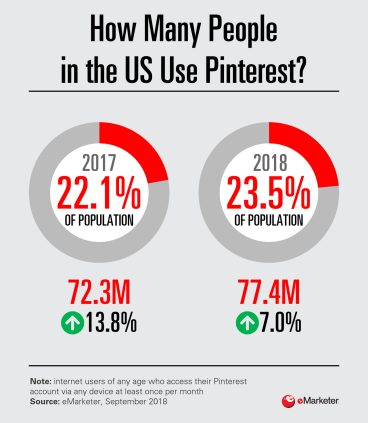 How Many People
in the US Use Pinterest?
2017
22.1%
OF POPULATION
2018
23.5%
OF POPULATION
72.3M
13.8%
77.4M
7.0%
Note: internet users of any age who access their Pinterest
account via any device at least once per month
Source: eMarketer, September 2018
eMarketer